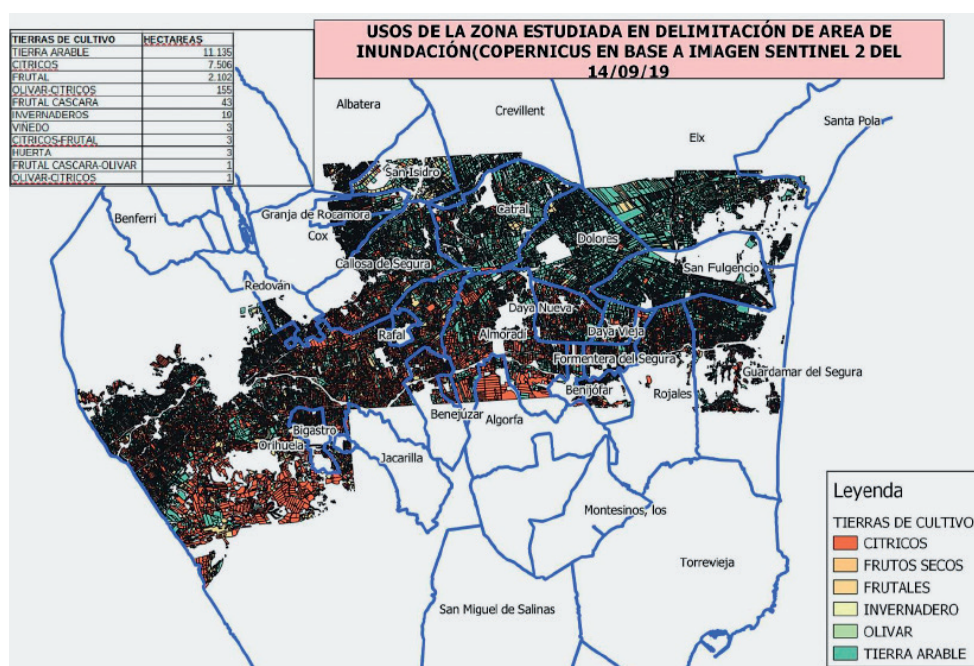 USOS DE LA ZONA ESTUDIADA EN DELIMITACIÓN DE AREA DE
INUNDACIÓN(COPERNICUS EN BASE A IMAGEN SENTINEL 2 DEL
14/09/19
TIERRAS DE CULTIVO HECTAREAS
TIERRA ARABLE 11.135
CITRICOS 7.506
FRUTAL 2.102
OLIVAR-CITRICOS 155
FRUTAL CASCARA 43
INVERNADEROS 19
VIÑEDO 3
CITRICOS-FRUTAL 3
HUERTA 3
FRUTAL CASCARA-OLIVAR 1
OLIVAR-CITRICOS 1
Albatera
Crevillent
Santa Pola
Elx
San Isidro
Benferri
Granja de Rocamora
Catral
Cox
Dolores
Callosa de Segura
San Fulgencio
Redován
Daya Nueva
Rafal
Almoradí
Daya Vieja
Formentera del Segura
Guardamar del Segura
Benijófar
Rojales
Benejúzar
Algorfa
Bigastro
Orihuela
Jacarilla
Montesinos, los
Torrevieja
San Miguel de Salinas
Leyenda
TIERRAS DE CULTIVO
CITRICOS
FRUTOS SECOS
FRUTALES
INVERNADERO
OLIVAR
TIERRA ARABLE